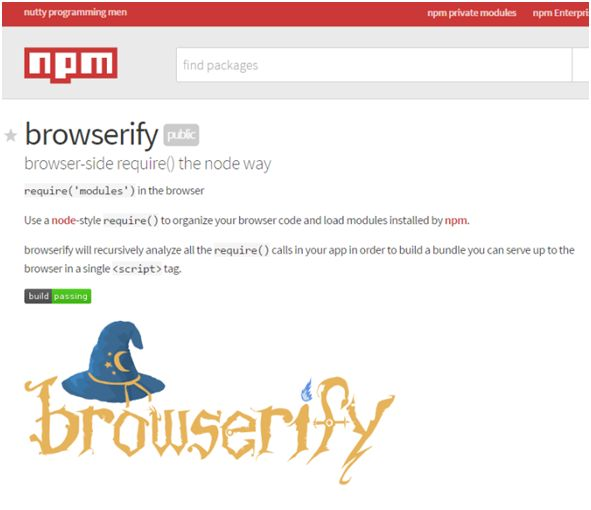 nutty programming men
npm private modules
npm Enterpri
npm
find packages
browserify public
browser-side require() the node way
require('modules') in the browser
Use a node-style require() to organize your browser code and load modules installed by npm.
browserify will recursively analyze all the require() calls in your app in order to build a bundle you can serve up to the
browser in a single <script> tag.
build passing
browserify